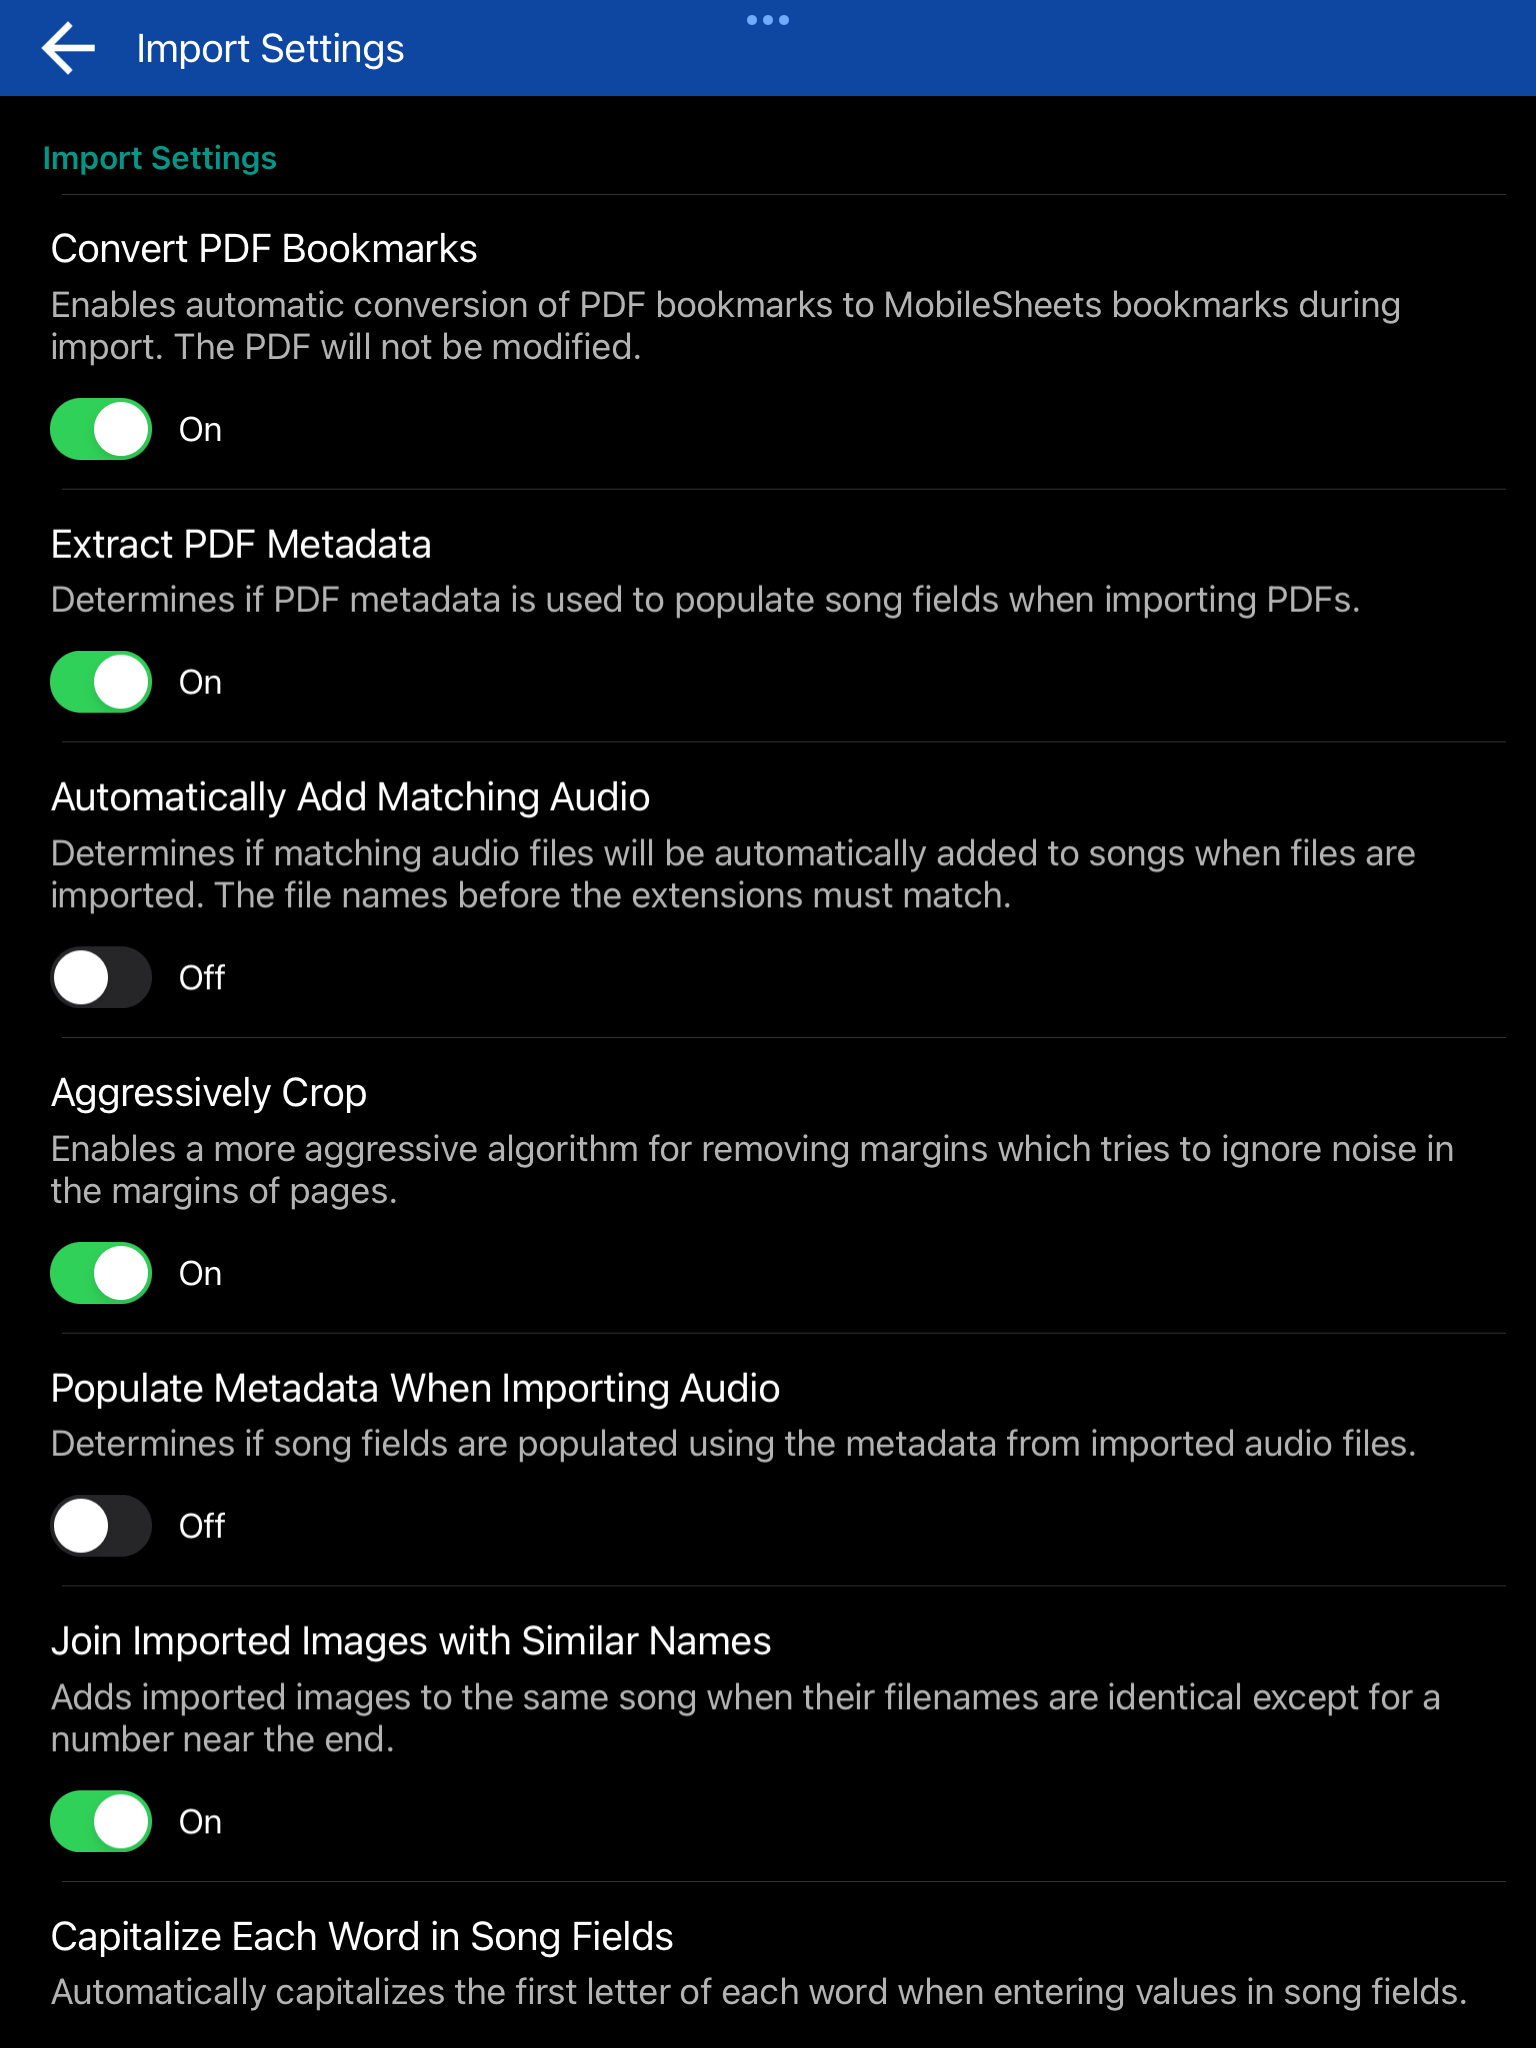 Import Settings
Import Settings
Convert PDF Bookmarks
Enables automatic conversion of PDF bookmarks to MobileSheets bookmarks during
import. The PDF will not be modified.
On
Extract PDF Metadata
Determines if PDF metadata is used to populate song fields when importing PDFs.
On
Automatically Add Matching Audio
Determines if matching audio files will be automatically added to songs when files are
imported. The file names before the extensions must match.
Off
Aggressively Crop
Enables a more aggressive algorithm for removing margins which tries to ignore noise in
the margins of pages.
On
Populate Metadata When Importing Audio
Determines if song fields are populated using the metadata from imported audio files.
Off
Join Imported Images with Similar Names
Adds imported images to the same song when their filenames are identical except for a
number near the end.
On
Capitalize Each Word in Song Fields
Automatically capitalizes the first letter of each word when entering values in song fields.